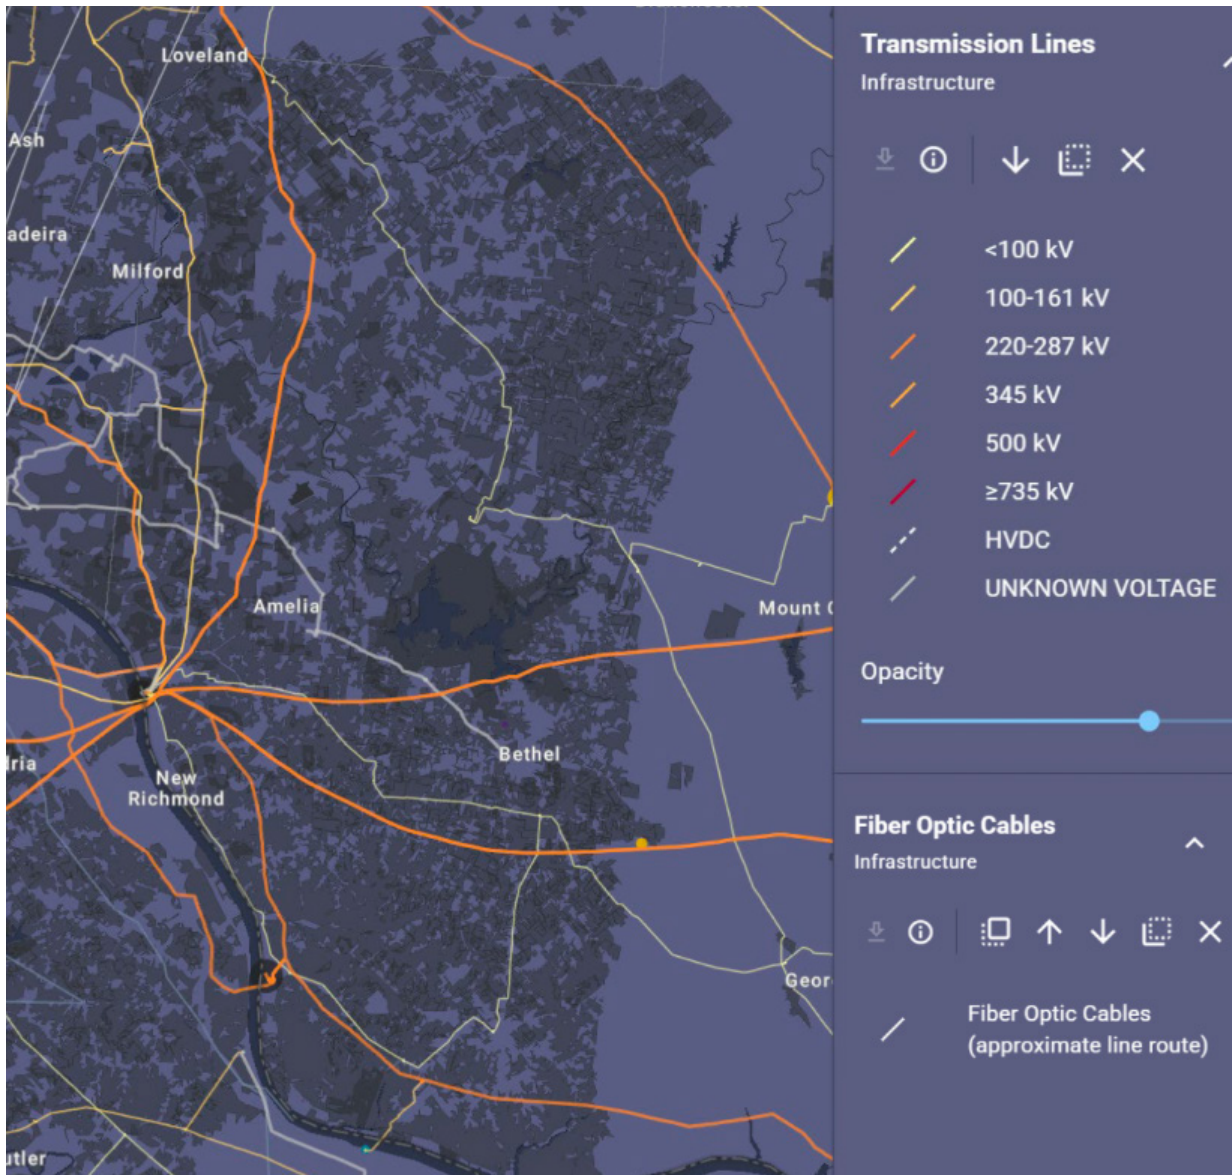 Loveland
Ash
adeira
Milford
Amelia
Mount
Bethel
dria
New
Richmond
Geor
utler
Transmission Lines
Infrastructure
<100 kV
100-161 kV
220-287 kV
345 kV
500 kV
≥735 kV
HVDC
UNKNOWN VOLTAGE
Opacity
Fiber Optic Cables
Infrastructure
Fiber Optic Cables
(approximate line route)